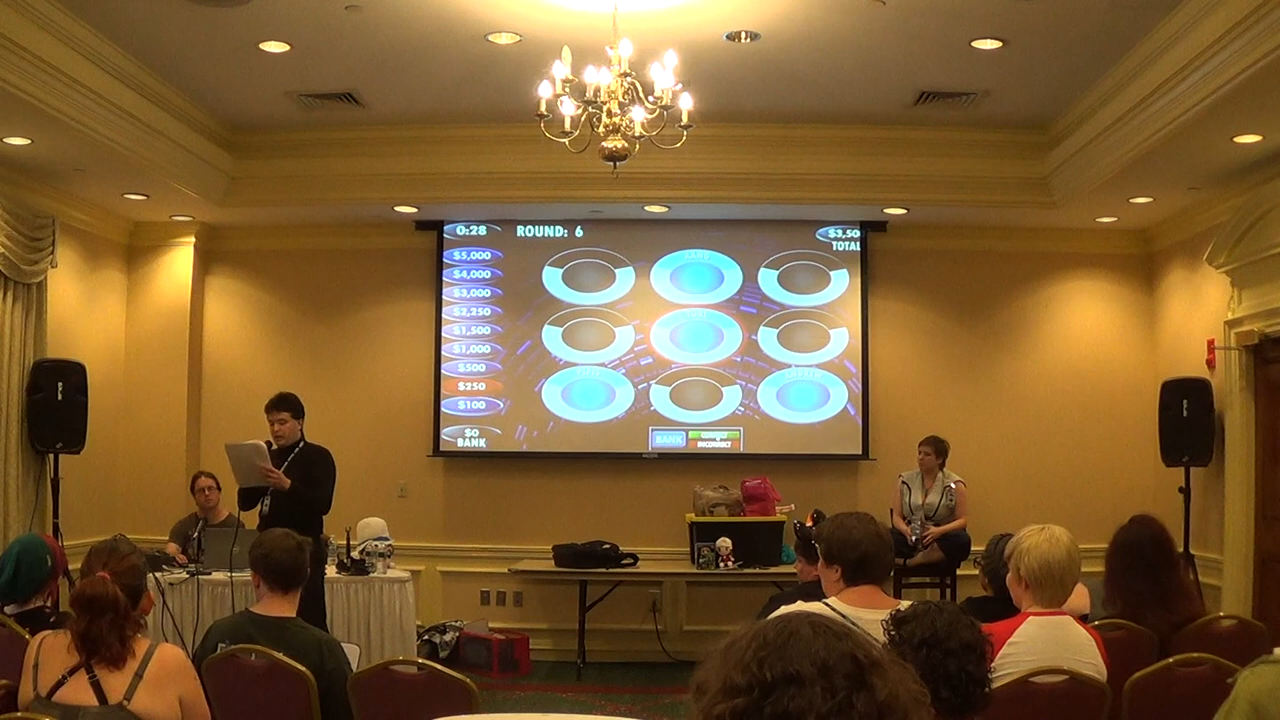 0:28
ROUND: 6
$3,50
TOTAL
$5,000
$4,000
$3,000
$2,250
$1,500
$1,000
$500
$250
$100
$0
BANK
BANK
INCORRECT